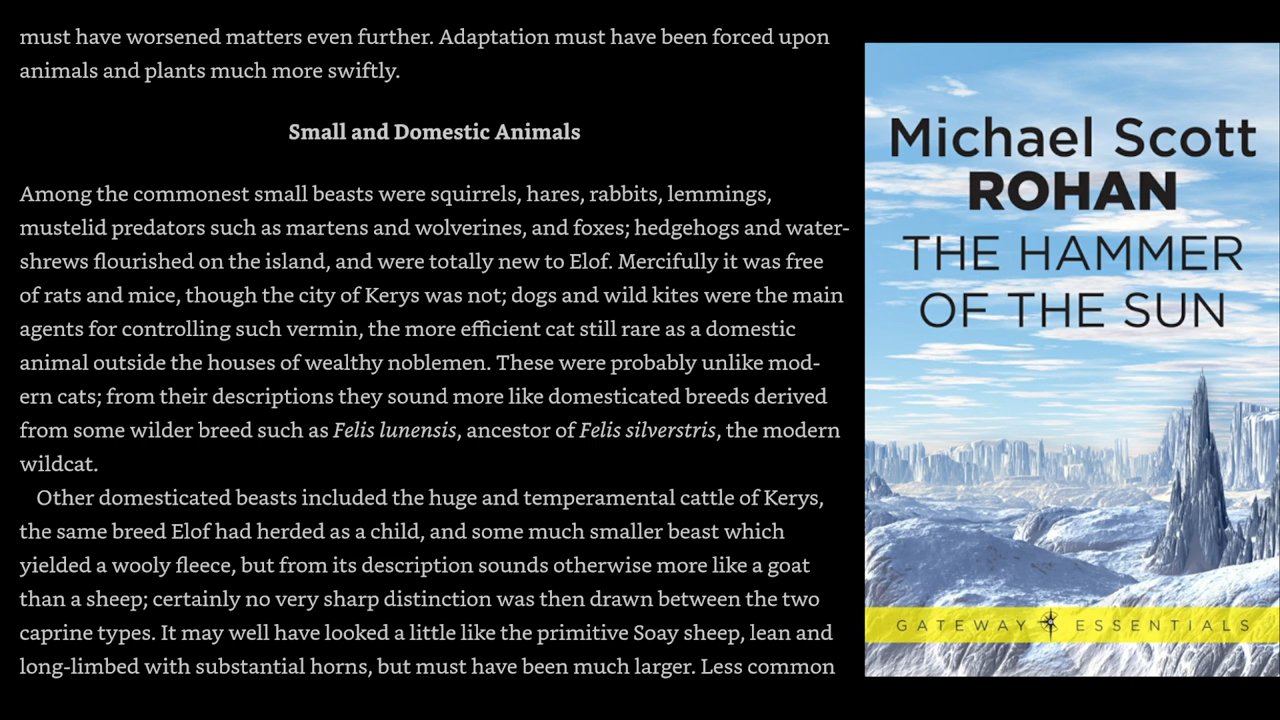 must have worsened matters even further. Adaptation must have been forced upon
animals and plants much more swiftly.
Small and Domestic Animals
Among the commonest small beasts were squirrels, hares, rabbits, lemmings,
mustelid predators such as martens and wolverines, and foxes; hedgehogs and water-
shrews flourished on the island, and were totally new to Elof. Mercifully it was free
of rats and mice, though the city of Kerys was not; dogs and wild kites were the main
agents for controlling such vermin, the more efficient cat still rare as a domestic
animal outside the houses of wealthy noblemen. These were probably unlike mod-
ern cats; from their descriptions they sound more like domesticated breeds derived
from some wilder breed such as Felis lunensis, ancestor of Felis silverstris, the modern
wildcat.
Other domesticated beasts included the huge and temperamental cattle of Kerys,
the same breed Elof had herded as a child, and some much smaller beast which
yielded a wooly fleece, but from its description sounds otherwise more like a goat
than a sheep; certainly no very sharp distinction was then drawn between the two
caprine types. It may well have looked a little like the primitive Soay sheep, lean and
long-limbed with substantial horns, but must have been much larger. Less common
Michael Scott
ROHAN
THE HAMMER
OF THE SUN
GATEWAY ESSENTIALS